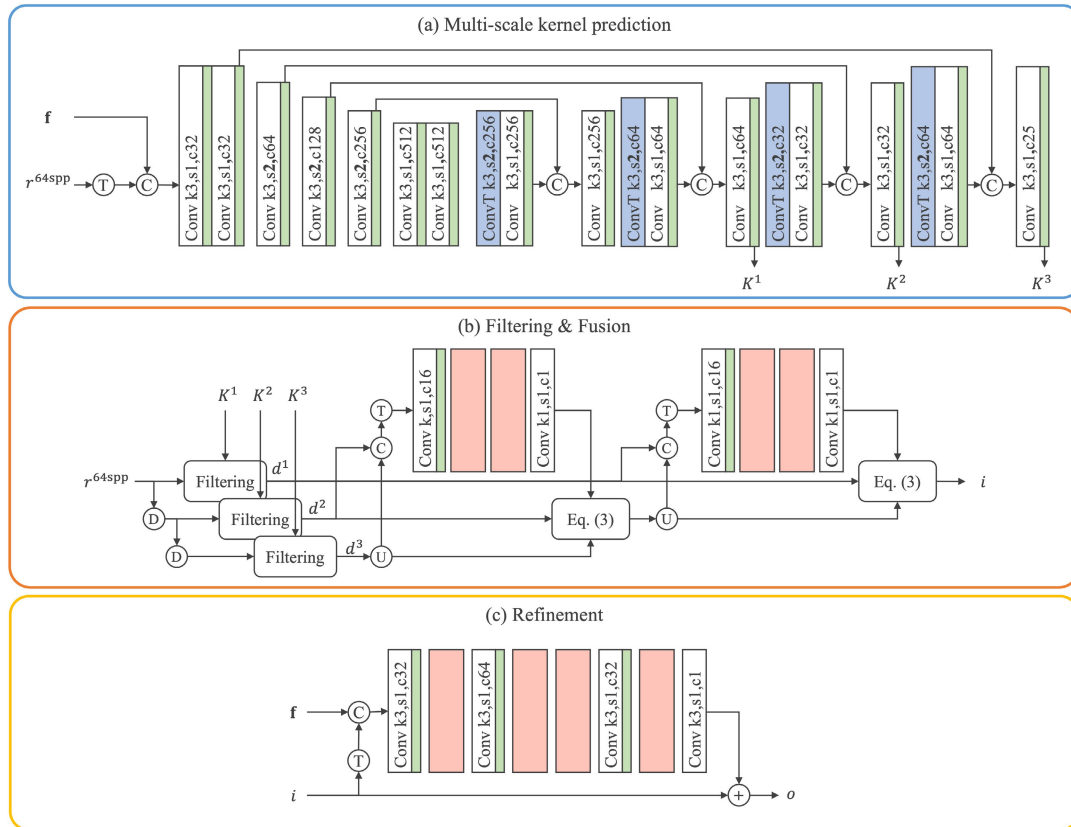 (a) Multi-scale kernel prediction
f
r^64spp
T
C
Conv k3,s1,c32
Conv k3,s1,c32
Conv k3,s2,c64
Conv k3,s2,c128
Conv k3,s2,c256
Conv k3,s1,c512
Conv k3,s1,c512
ConvT k3,s2,c256
Conv k3,s1,c256
C
Conv k3,s1,c256
ConvT k3,s2,c64
Conv k3,s1,c64
C
Conv k3,s1,c64
ConvT k3,s2,c32
Conv k3,s1,c32
C
Conv k3,s1,c32
ConvT k3,s2,c64
Conv k3,s1,c64
C
Conv k3,s1,c25
K^1
K^2
K^3
(b) Filtering & Fusion
K^1
K^2
K^3
r^64spp
D
D
Filtering
Filtering
Filtering
d^1
d^2
d^3
U
C
T
Conv k,s1,c16
Conv k1,s1,c1
Eq. (3)
U
C
T
Conv k1,s1,c16
Conv k1,s1,c1
Eq. (3)
i
(c) Refinement
f
C
T
i
Conv k3,s1,c32
Conv k3,s1,c64
Conv k3,s1,c32
Conv k3,s1,c1
+
o